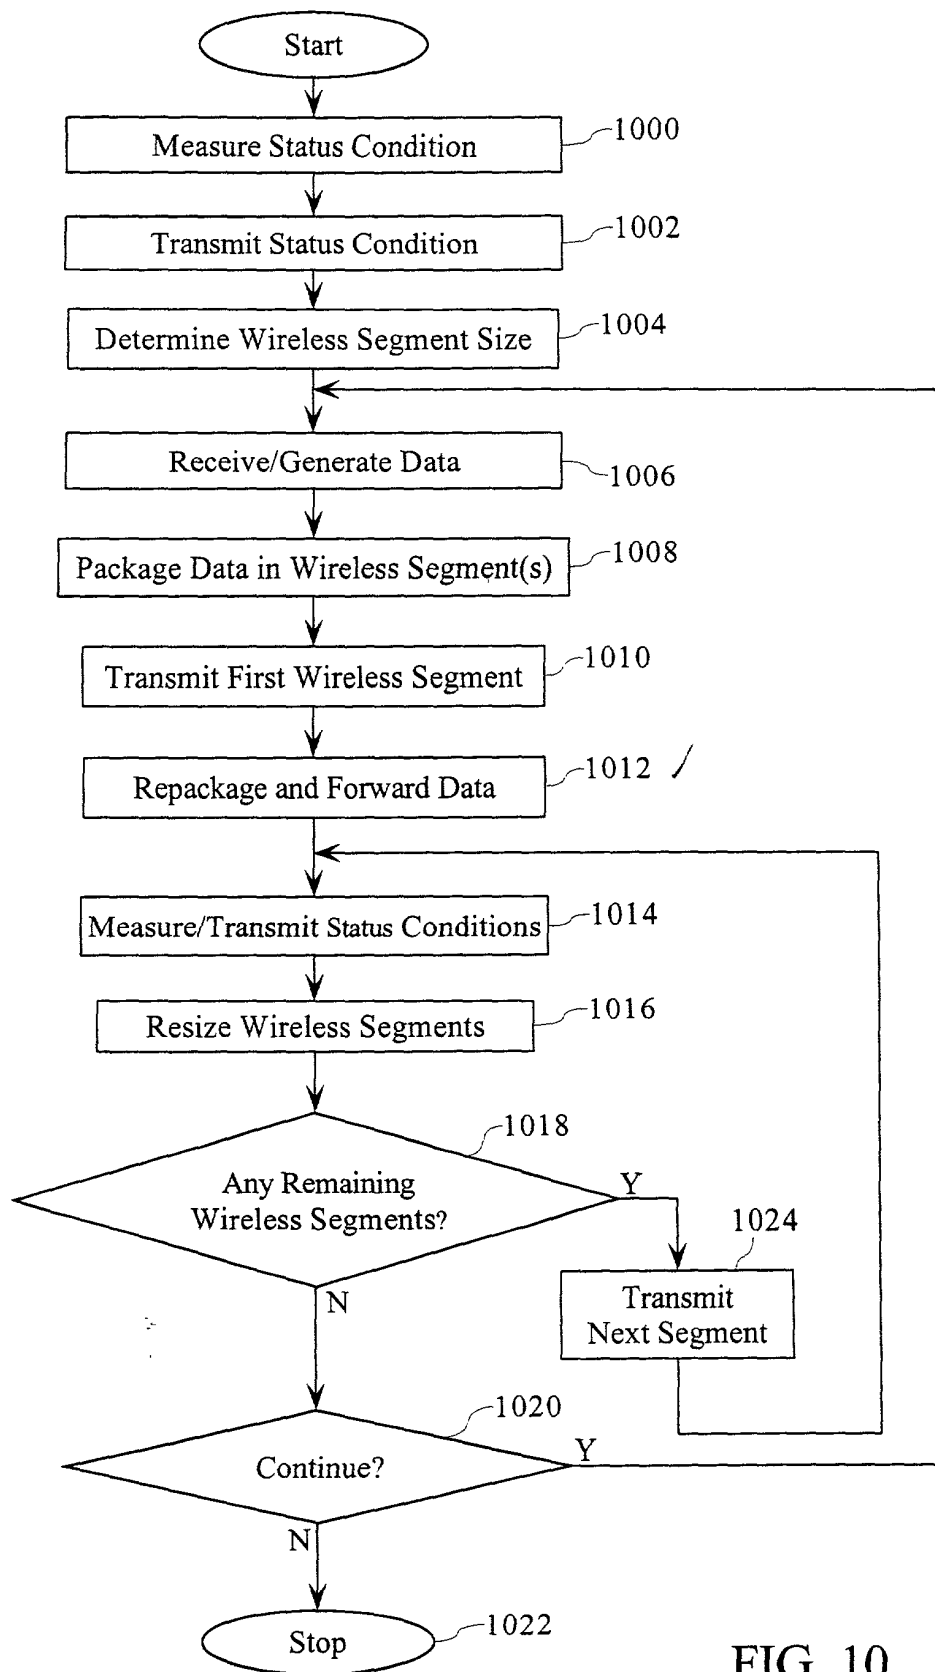 Start
Measure Status Condition
1000
Transmit Status Condition
1002
Determine Wireless Segment Size
1004
Receive/Generate Data
1006
Package Data in Wireless Segment(s)
1008
Transmit First Wireless Segment
1010
Repackage and Forward Data
1012
Measure/Transmit Status Conditions
1014
Resize Wireless Segments
1016
1018
Any Remaining
Wireless Segments?
Y
N
1024
Transmit
Next Segment
1020
Continue?
Y
N
Stop
1022
FIG. 10